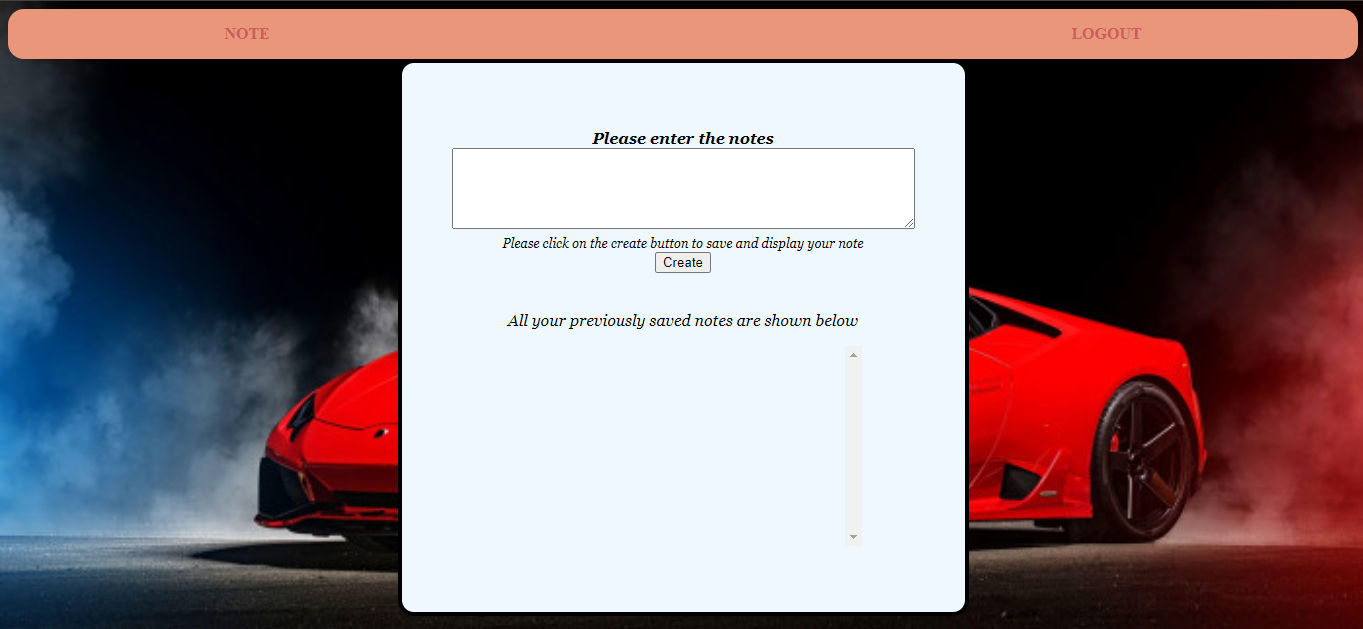 NOTE LOGOUT
Please enter the notes
Please click on the create button to save and display your note
Create
All your previously saved notes are shown below